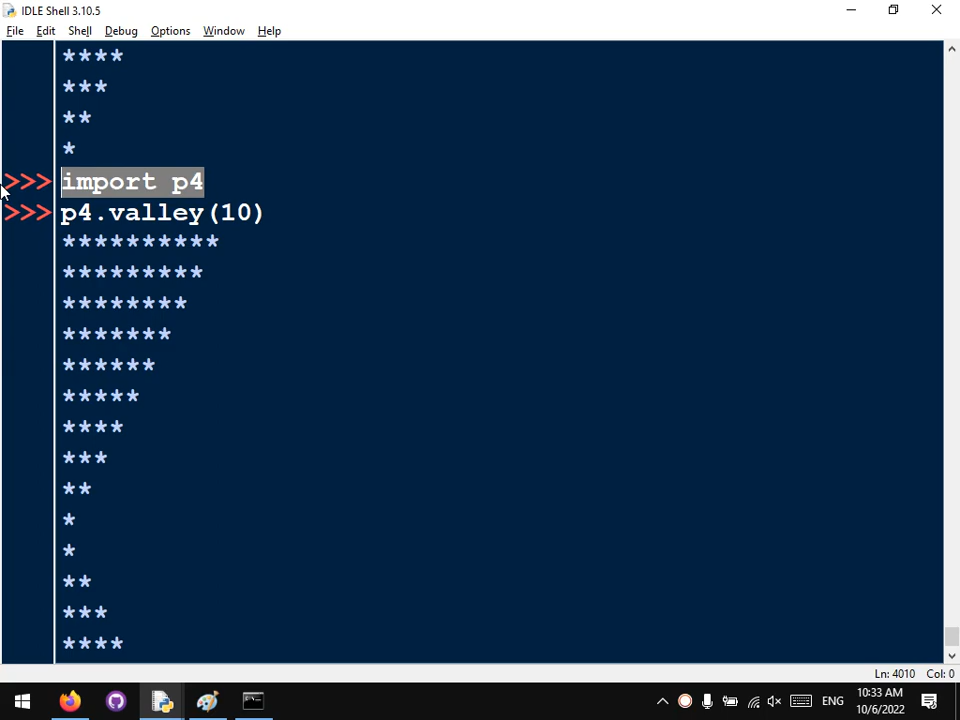 IDLE Shell 3.10.5
File Edit Shell Debug Options Window Help
****
***
**
*
>>> import p4
>>> p4.valley(10)
**********
*********
********
*******
******
*****
****
***
**
*
*
**
***
****
Ln: 4010 Col: 0
ENG
10:33 AM
10/6/2022